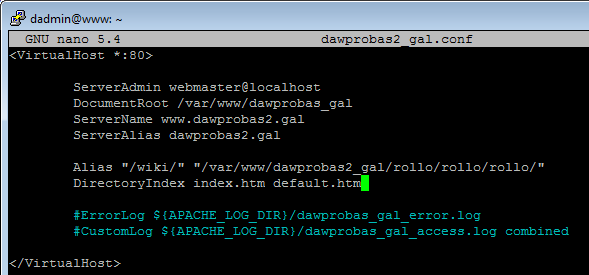 dadmin@www: ~
GNU nano 5.4 dawprobas2_gal.conf
<VirtualHost *:80>
ServerAdmin webmaster@localhost
DocumentRoot /var/www/dawprobas_gal
ServerName www.dawprobas2.gal
ServerAlias dawprobas2.gal
Alias "/wiki/" "/var/www/dawprobas2_gal/rollo/rollo/rollo/"
DirectoryIndex index.htm default.htm
#ErrorLog ${APACHE_LOG_DIR}/dawprobas_gal_error.log
#CustomLog ${APACHE_LOG_DIR}/dawprobas_gal_access.log combined
</VirtualHost>